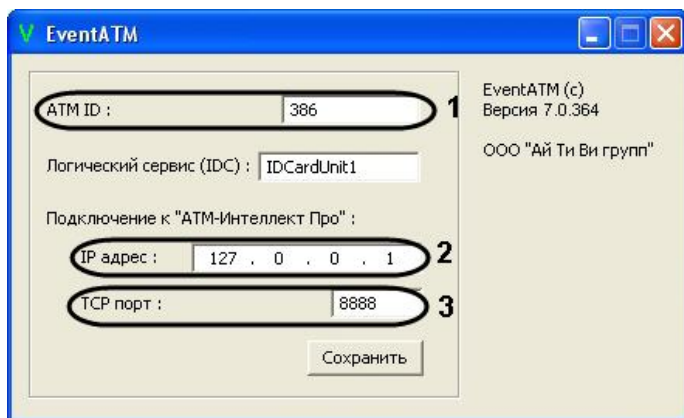 EventATM
ATM ID : 386 1
EventATM (c)
Версия 7.0.364
ООО "Ай Ти Ви групп"
Логический сервис (IDC) : IDCardUnit1
Подключение к "ATM-Интеллект Про" :
IP адрес : 127 . 0 . 0 . 1 2
TCP порт : 8888 3
Сохранить